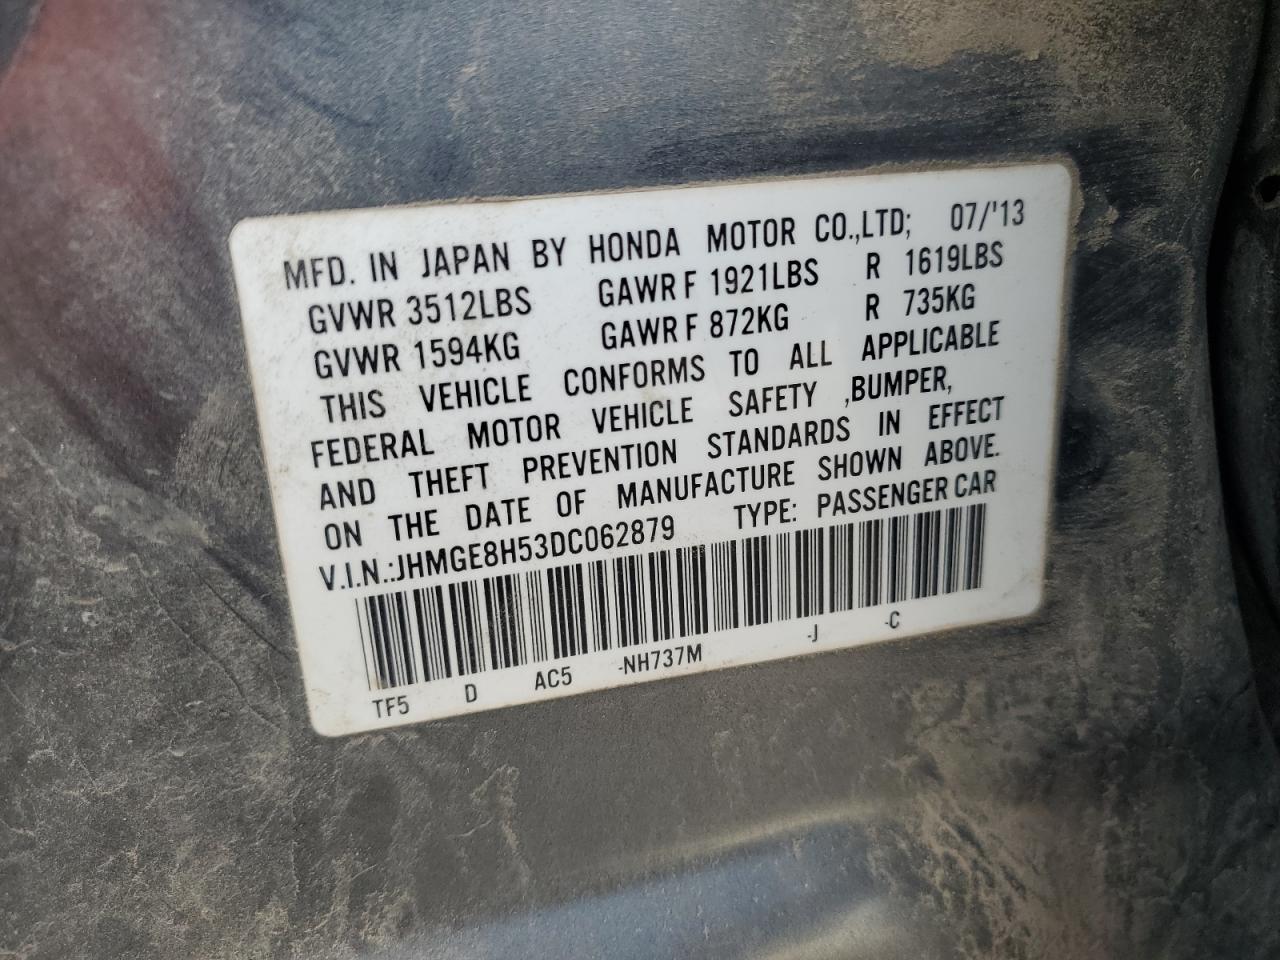 MFD. IN JAPAN BY HONDA MOTOR CO.,LTD; 07/'13
GVWR 3512LBS GAWR F 1921LBS R 1619LBS
GVWR 1594KG GAWR F 872KG R 735KG
THIS VEHICLE CONFORMS TO ALL APPLICABLE
FEDERAL MOTOR VEHICLE SAFETY ,BUMPER,
AND THEFT PREVENTION STANDARDS IN EFFECT
ON THE DATE OF MANUFACTURE SHOWN ABOVE.
V.I.N.:JHMGE8H53DC062879 TYPE: PASSENGER CAR
TF5 D AC5 -NH737M -J -C